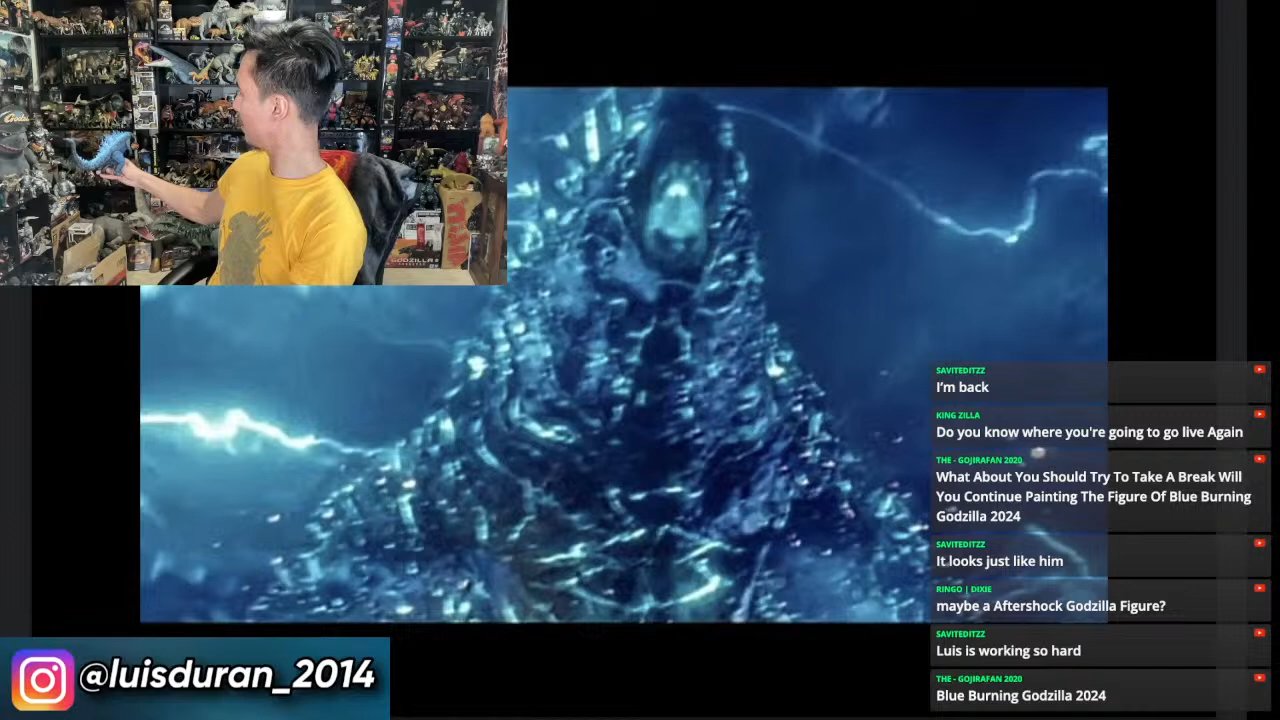 GODZILLA
SAVITEDITZZ
I'm back
KING ZILLA
Do you know where you're going to go live Again
THE - GOJIRAFAN 2020
What About You Should Try To Take A Break Will
You Continue Painting The Figure Of Blue Burning
Godzilla 2024
SAVITEDITZZ
It looks just like him
RINGO | DIXIE
maybe a Aftershock Godzilla Figure?
SAVITEDITZZ
Luis is working so hard
THE - GOJIRAFAN 2020
Blue Burning Godzilla 2024
@luisduran_2014